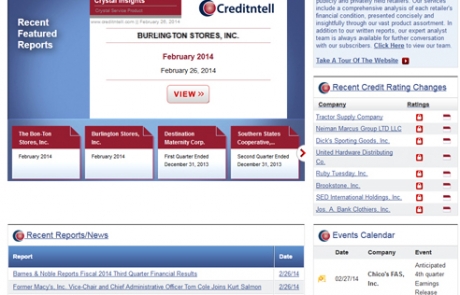 Recent
Featured
Reports
Crystal Insights
Crystal Service Product
www.creditntell.com || February 26, 2014
Creditntell
BURLINGTON STORES, INC.
February 2014
February 26, 2014
VIEW >>
The Bon-Ton
Stores, Inc.
February 2014
Burlington Stores,
Inc.
February 2014
Destination
Maternity Corp.
First Quarter Ended
December 31, 2013
Southern States
Cooperative,...
Second Quarter Ended
December 31, 2013
publicly and privately held retailers. Our services
include a comprehensive analysis of each retailer's
financial condition, presented concisely and
insightfully through our vast product assortment. In
addition to our written reports, our expert analyst
team is always available for further conversation
with our subscribers. Click Here to view our team.
Take A Tour Of The Website
Recent Credit Rating Changes
Company Ratings
Tractor Supply Company
Neiman Marcus Group LTD LLC
Dick's Sporting Goods, Inc.
United Hardware Distributing
Co.
Ruby Tuesday, Inc.
Brookstone, Inc.
SED International Holdings, Inc.
Jos. A. Bank Clothiers, Inc.
Recent Reports/News
Report Date
Barnes & Noble Reports Fiscal 2014 Third Quarter Financial Results 2/26/14
Former Macy's, Inc. Vice-Chair and Chief Administrative Officer Tom Cole Joins Kurt Salmon 2/26/14
Events Calendar
Date Company Event
02/27/14 Chico's FAS,
Inc.
Anticipated
4th quarter
Earnings
Release